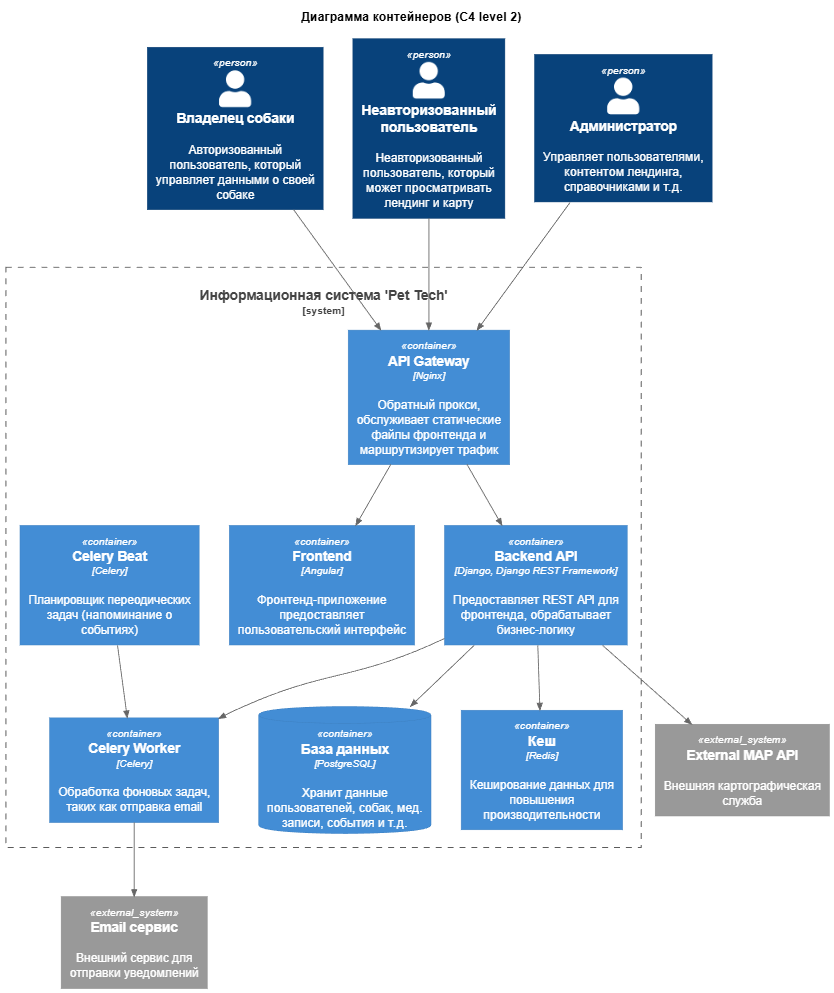 Диаграмма контейнеров (C4 level 2)
«person»
Владелец собаки
Авторизованный
пользователь, который
управляет данными о своей
собаке
«person»
Неавторизованный
пользователь
Неавторизованный
пользователь, который
может просматривать
лендинг и карту
«person»
Администратор
Управляет пользователями,
контентом лендинга,
справочниками и т.д.
Информационная система 'Pet Tech'
[system]
«container»
API Gateway
[Nginx]
Обратный прокси,
обслуживает статические
файлы фронтенда и
маршрутизирует трафик
«container»
Celery Beat
[Celery]
Планировщик переодических
задач (напоминание о
событиях)
«container»
Frontend
[Angular]
Фронтенд-приложение
предоставляет
пользовательский интерфейс
«container»
Backend API
[Django, Django REST Framework]
Предоставляет REST API для
фронтенда, обрабатывает
бизнес-логику
«container»
Celery Worker
[Celery]
Обработка фоновых задач,
таких как отправка email
«container»
База данных
[PostgreSQL]
Хранит данные
пользователей, собак, мед.
записи, события и т.д.
«container»
Кеш
[Redis]
Кеширование данных для
повышения
производительности
«external_system»
External MAP API
Внешняя картографическая
служба
«external_system»
Email сервис
Внешний сервис для
отправки уведомлений